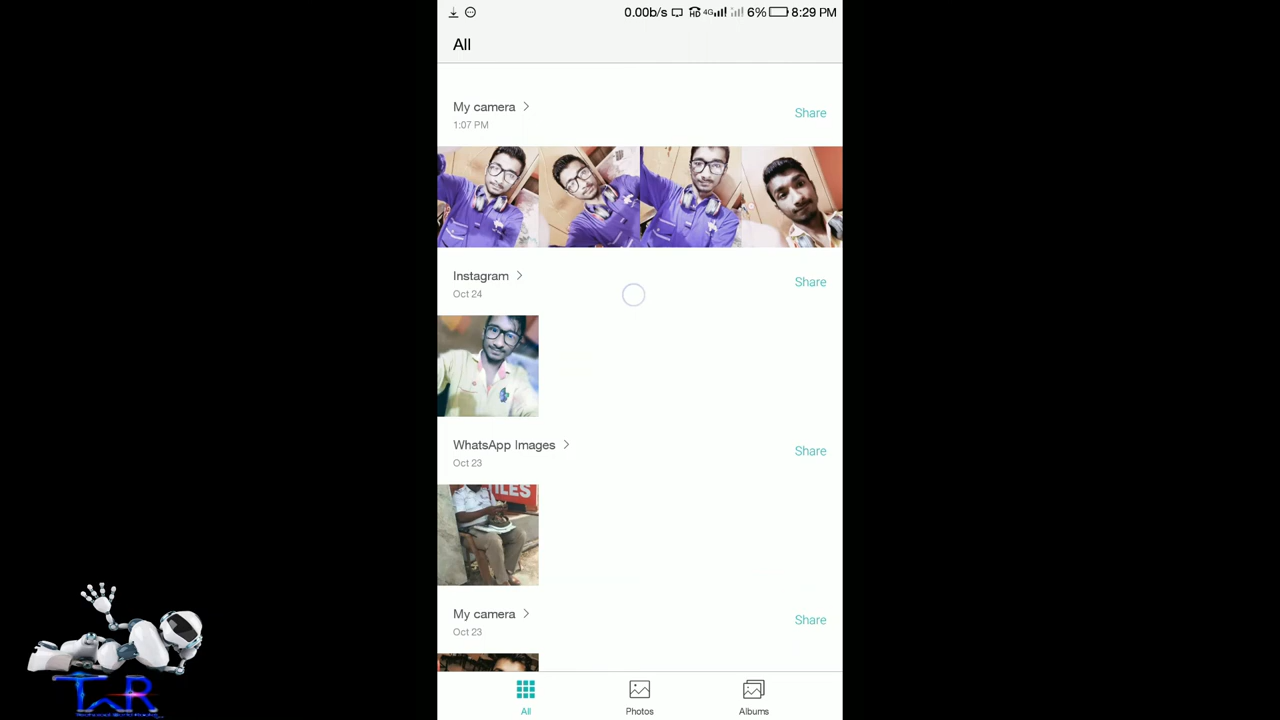 0.00b/s HD 4G 6% 8:29 PM
All
My camera
1:07 PM
Share
Instagram
Oct 24
Share
WhatsApp Images
Oct 23
Share
My camera
Oct 23
Share
All Photos Albums